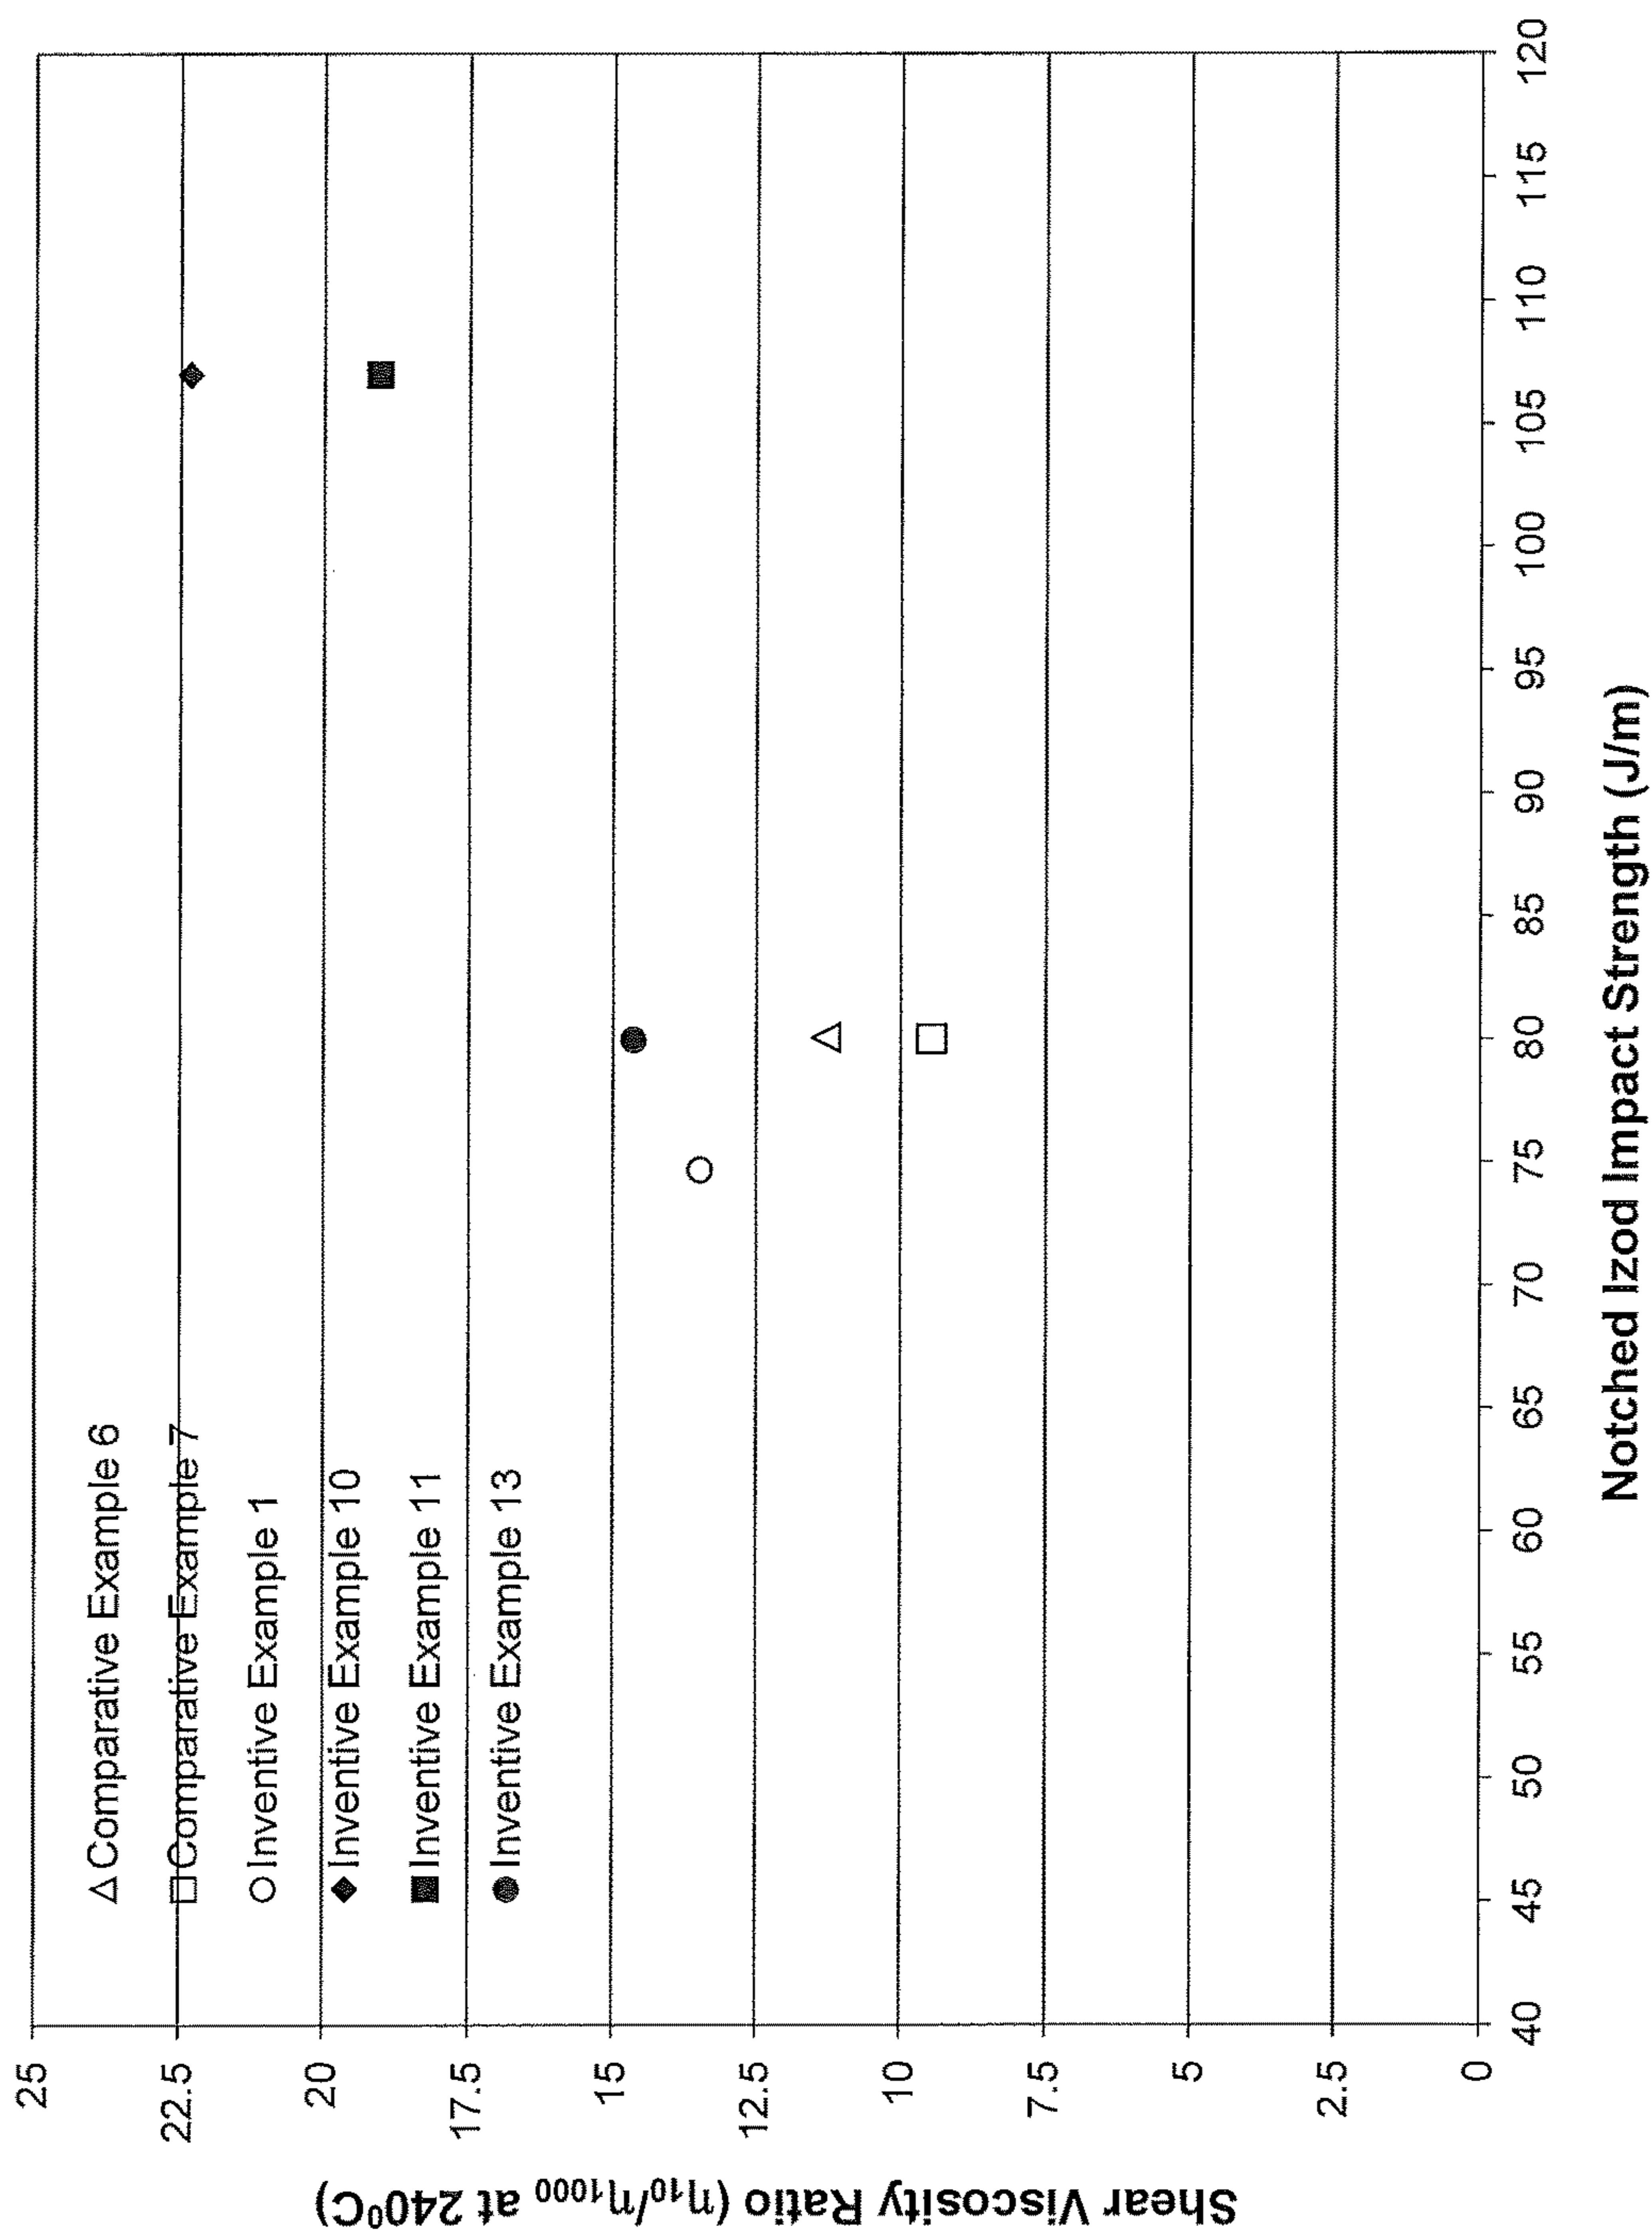 Shear Viscosity Ratio (η10/η1000 at 240⁰C)
25
22.5
20
17.5
15
12.5
10
7.5
5
2.5
0
△ Comparative Example 6
□ Comparative Example 7
○ Inventive Example 1
◆ Inventive Example 10
■ Inventive Example 11
● Inventive Example 13
40 45 50 55 60 65 70 75 80 85 90 95 100 105 110 115 120
Notched Izod Impact Strength (J/m)